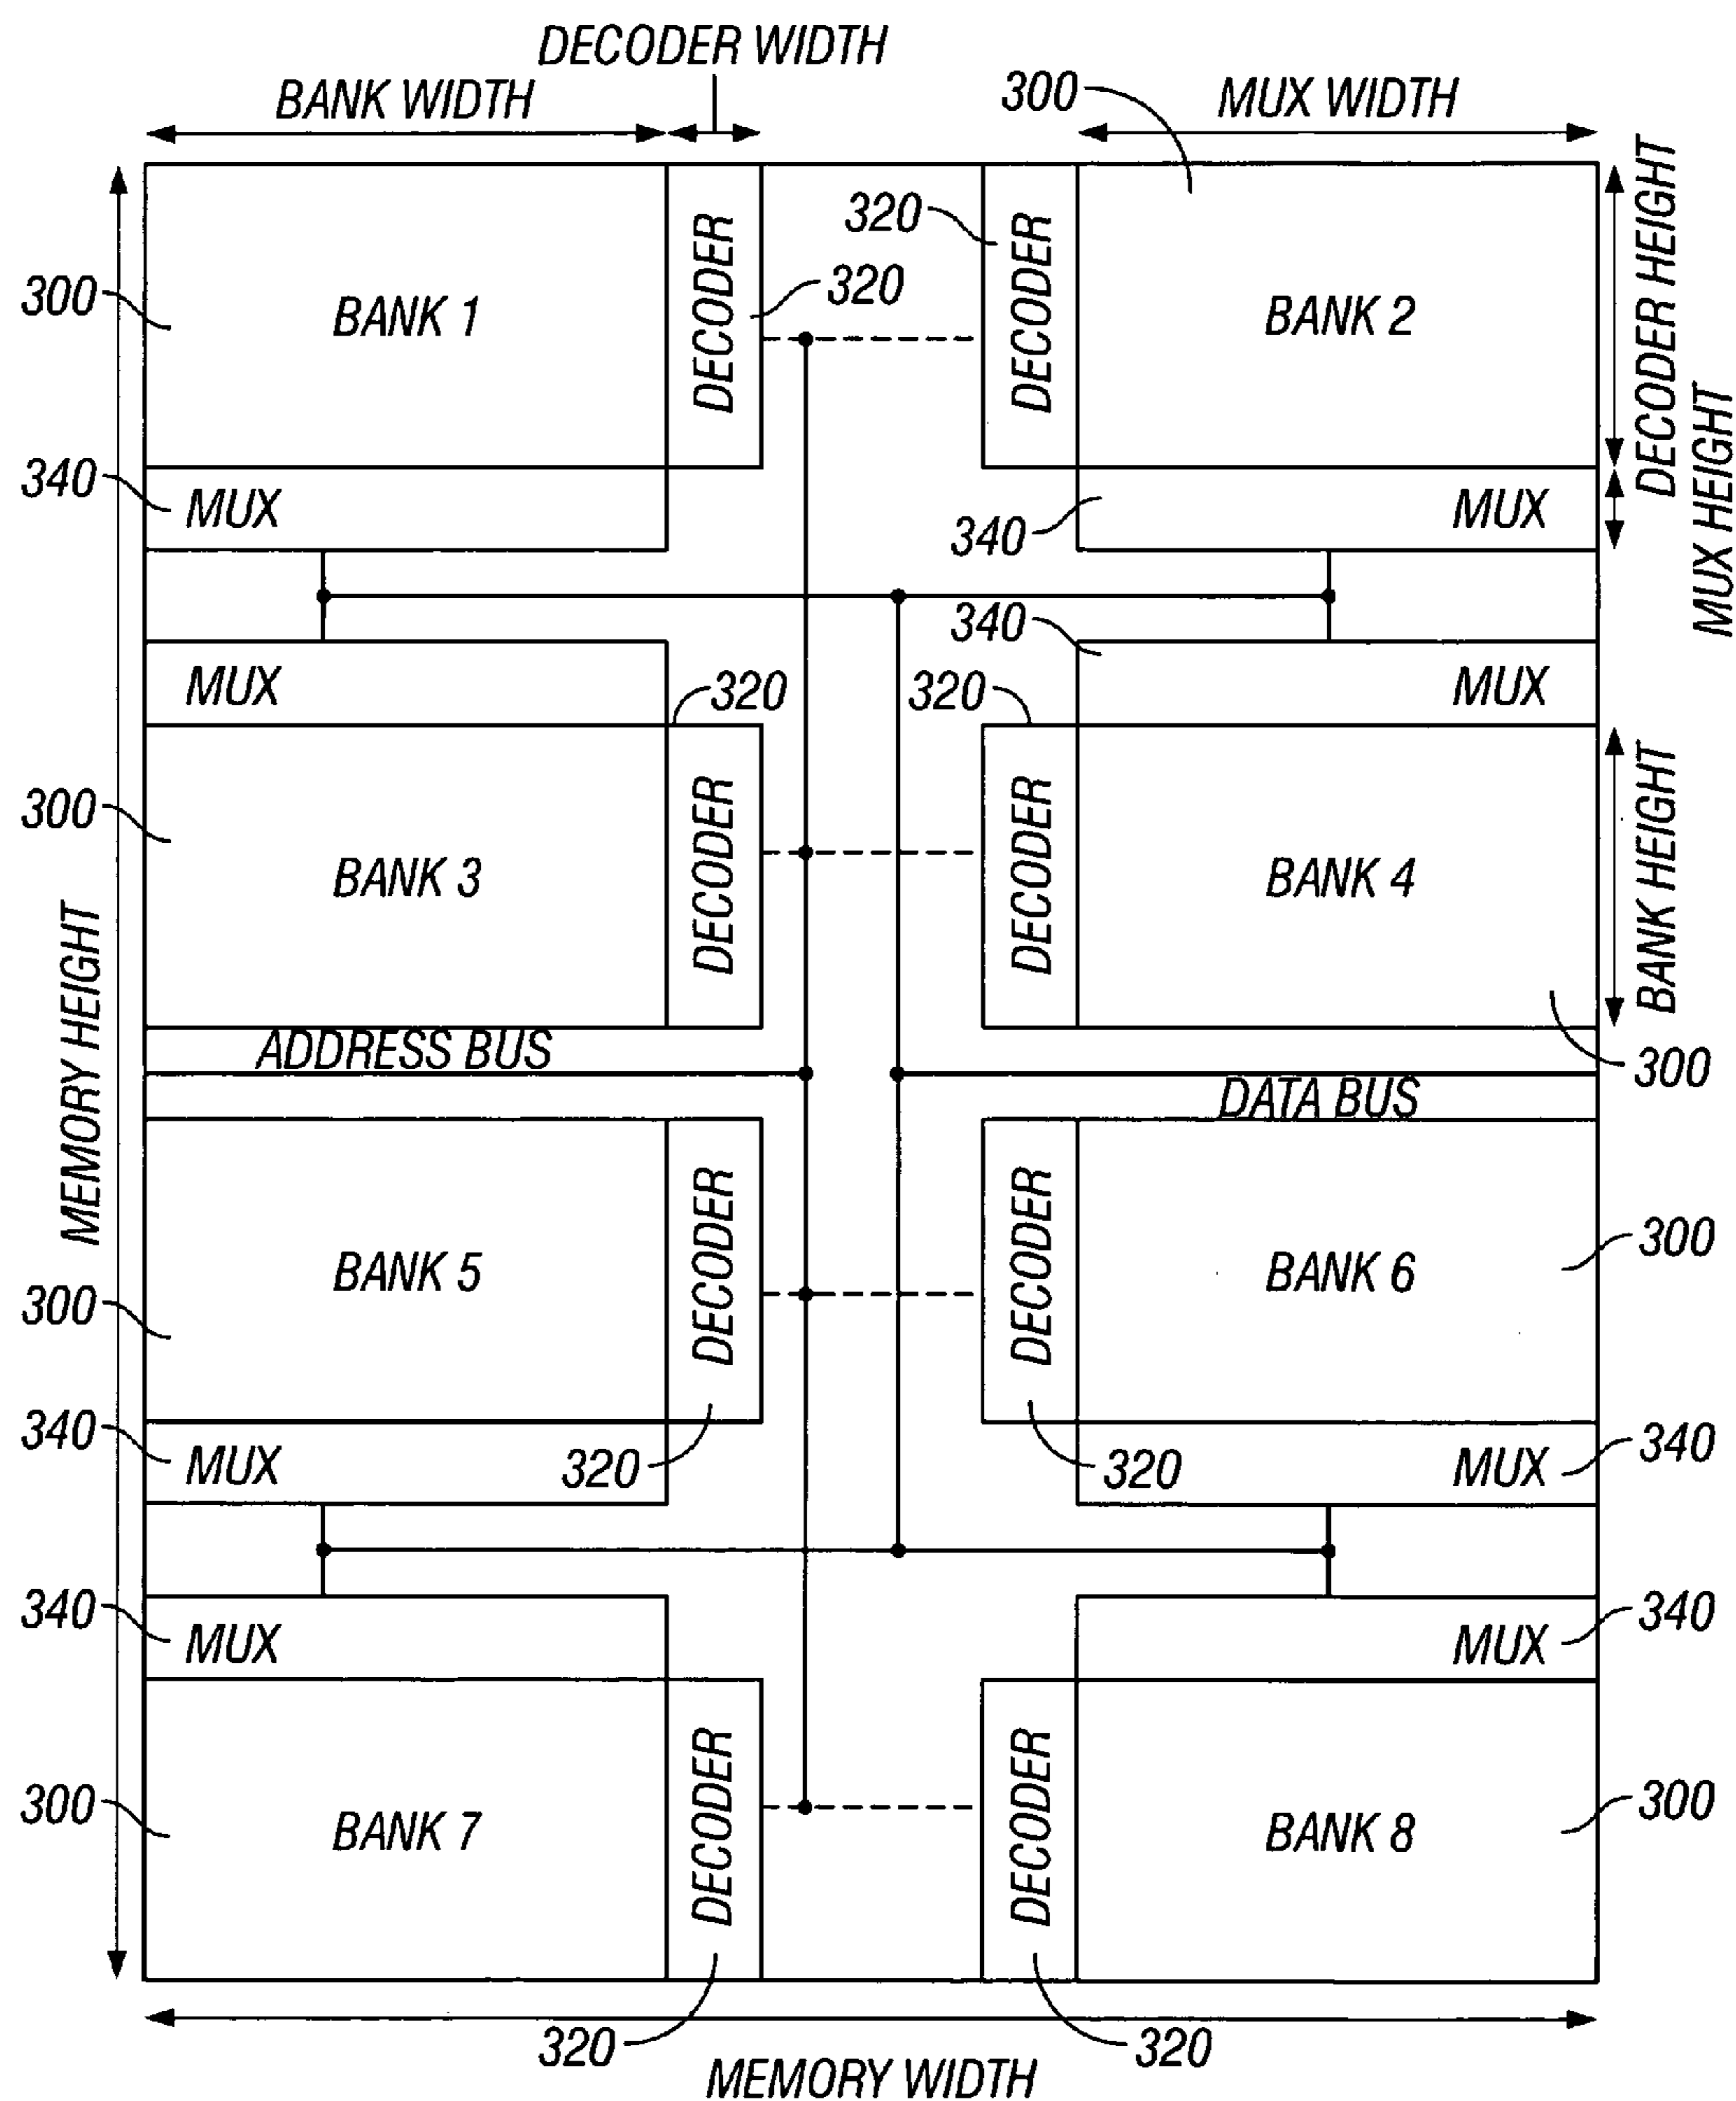 DECODER WIDTH
BANK WIDTH
300
MUX WIDTH
DECODER HEIGHT
320
DECODER
DECODER
320
300
BANK 1
BANK 2
MUX HEIGHT
340
MUX
340
MUX
340
MUX
320
320
MUX
BANK HEIGHT
300
BANK 3
DECODER
DECODER
BANK 4
MEMORY HEIGHT
ADDRESS BUS
300
DATA BUS
300
BANK 5
DECODER
DECODER
BANK 6
300
340
MUX
320
320
MUX
340
340
MUX
MUX
340
300
BANK 7
DECODER
DECODER
BANK 8
300
320
320
MEMORY WIDTH